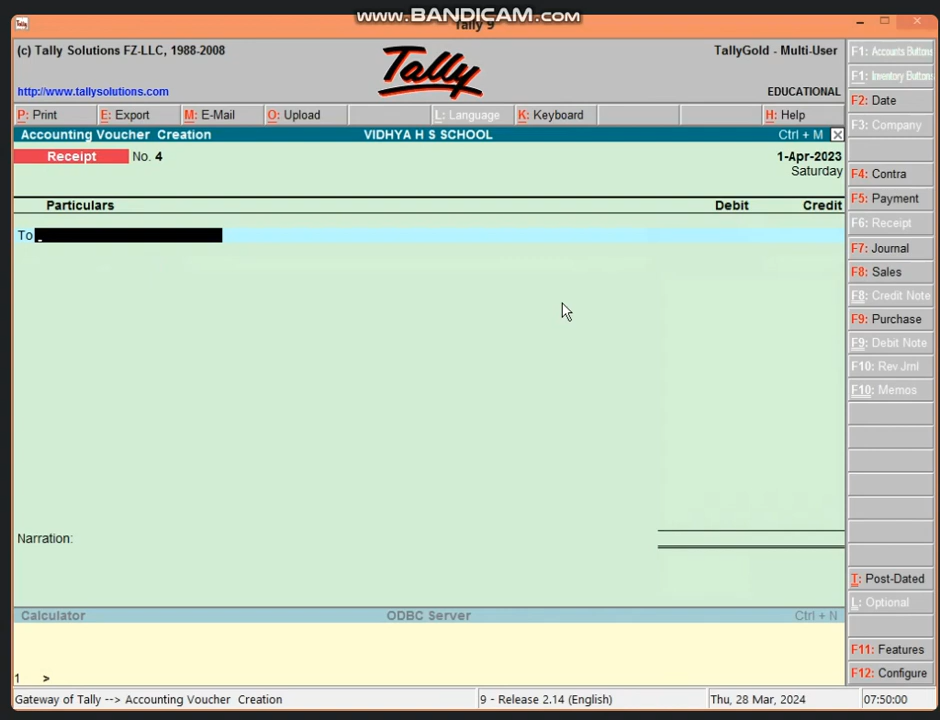 www.BANDICAM.com
Tally 9
(c) Tally Solutions FZ-LLC, 1988-2008
http://www.tallysolutions.com
Tally
TallyGold - Multi-User
EDUCATIONAL
P: Print
E: Export
M: E-Mail
O: Upload
L: Language
K: Keyboard
H: Help
Accounting Voucher Creation
VIDHYA H S SCHOOL
Ctrl + M
Receipt
No. 4
1-Apr-2023
Saturday
Particulars
Debit
Credit
To
Narration:
Calculator
ODBC Server
Ctrl + N
1 >
F1: Accounts Buttons
F1: Inventory Buttons
F2: Date
F3: Company
F4: Contra
F5: Payment
F6: Receipt
F7: Journal
F8: Sales
F8: Credit Note
F9: Purchase
F9: Debit Note
F10: Rev Jrnl
F10: Memos
T: Post-Dated
L: Optional
F11: Features
F12: Configure
Gateway of Tally --> Accounting Voucher Creation
9 - Release 2.14 (English)
Thu, 28 Mar, 2024
07:50:00